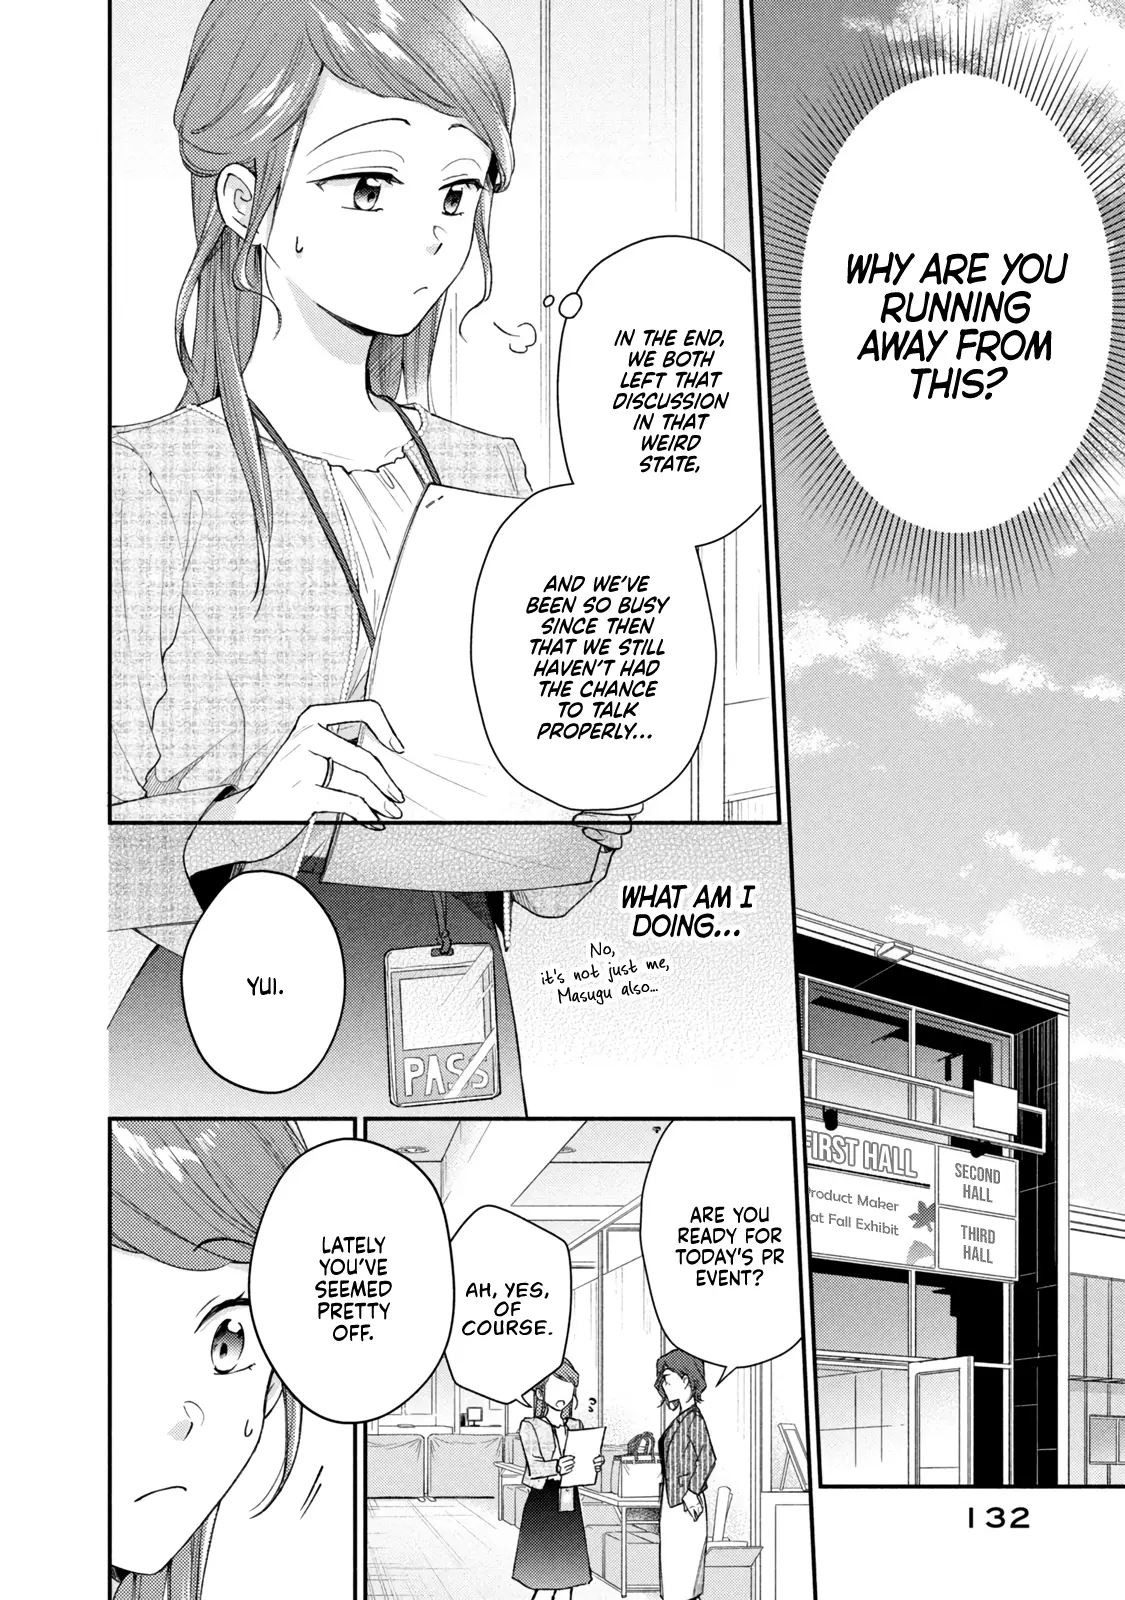 WHY ARE YOU
RUNNING
AWAY FROM
THIS?
FIRST HALL
Product Maker
at Fall Exhibit
SECOND
HALL
THIRD
HALL
IN THE END,
WE BOTH
LEFT THAT
DISCUSSION
IN THAT
WEIRD
STATE,
AND WE'VE
BEEN SO BUSY
SINCE THEN
THAT WE STILL
HAVEN'T HAD
THE CHANCE
TO TALK
PROPERLY...
WHAT AM I
DOING...
No,
it's not just me,
Masugu also...
YUI.
PASS
ARE YOU
READY FOR
TODAY'S PR
EVENT?
AH, YES,
OF
COURSE.
LATELY
YOU'VE
SEEMED
PRETTY
OFF.
132